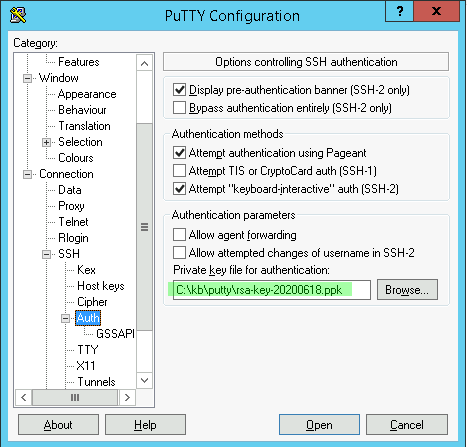 PuTTY Configuration
?
X
Category:
Features
Window
Appearance
Behaviour
Translation
Selection
Colours
Connection
Data
Proxy
Telnet
Rlogin
SSH
Kex
Host keys
Cipher
Auth
GSSAPI
TTY
X11
Tunnels
Options controlling SSH authentication
Display pre-authentication banner (SSH-2 only)
Bypass authentication entirely (SSH-2 only)
Authentication methods
Attempt authentication using Pageant
Attempt TIS or CryptoCard auth (SSH-1)
Attempt "keyboard-interactive" auth (SSH-2)
Authentication parameters
Allow agent forwarding
Allow attempted changes of username in SSH-2
Private key file for authentication:
C:\kb\putty\rsa-key-20200618.ppk
Browse...
About
Help
Open
Cancel